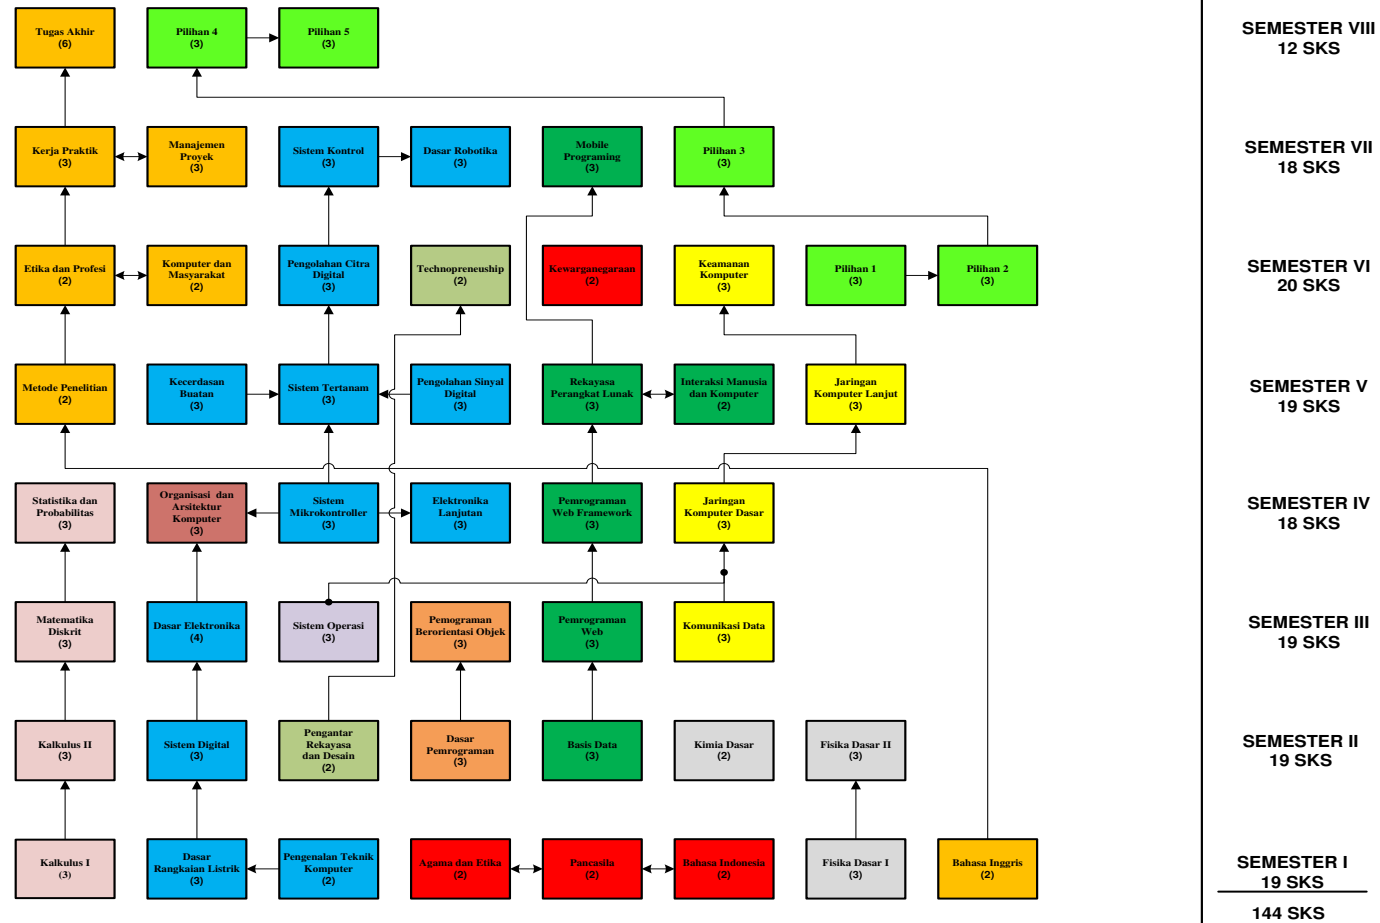 Tugas Akhir
(6)
Pilihan 4
(3)
Pilihan 5
(3)
SEMESTER VIII
12 SKS
Kerja Praktik
(3)
Manajemen
Proyek
(3)
Sistem Kontrol
(3)
Dasar Robotika
(3)
Mobile
Programing
(3)
Pilihan 3
(3)
SEMESTER VII
18 SKS
Etika dan Profesi
(2)
Komputer dan
Masyarakat
(2)
Pengolahan Citra
Digital
(3)
Technopreneuship
(2)
Kewarganegaraan
(2)
Keamanan
Komputer
(3)
Pilihan 1
(3)
Pilihan 2
(3)
SEMESTER VI
20 SKS
Metode Penelitian
(2)
Kecerdasan
Buatan
(3)
Sistem Tertanam
(3)
Pengolahan Sinyal
Digital
(3)
Rekayasa
Perangkat Lunak
(3)
Interaksi Manusia
dan Komputer
(2)
Jaringan
Komputer Lanjut
(3)
SEMESTER V
19 SKS
Statistika dan
Probabilitas
(3)
Organisasi dan
Arsitektur
Komputer
(3)
Sistem
Mikrokontroller
(3)
Elektronika
Lanjutan
(3)
Pemrograman
Web Framework
(3)
Jaringan
Komputer Dasar
(3)
SEMESTER IV
18 SKS
Matematika
Diskrit
(3)
Dasar Elektronika
(4)
Sistem Operasi
(3)
Pemograman
Berorientasi Objek
(3)
Pemrograman
Web
(3)
Komunikasi Data
(3)
SEMESTER III
19 SKS
Kalkulus II
(3)
Sistem Digital
(3)
Pengantar
Rekayasa
dan Desain
(2)
Dasar
Pemrograman
(3)
Basis Data
(3)
Kimia Dasar
(2)
Fisika Dasar II
(3)
SEMESTER II
19 SKS
Kalkulus I
(3)
Dasar
Rangkaian Listrik
(3)
Pengenalan Teknik
Komputer
(2)
Agama dan Etika
(2)
Pancasila
(2)
Bahasa Indonesia
(2)
Fisika Dasar I
(3)
Bahasa Inggris
(2)
SEMESTER I
19 SKS
144 SKS